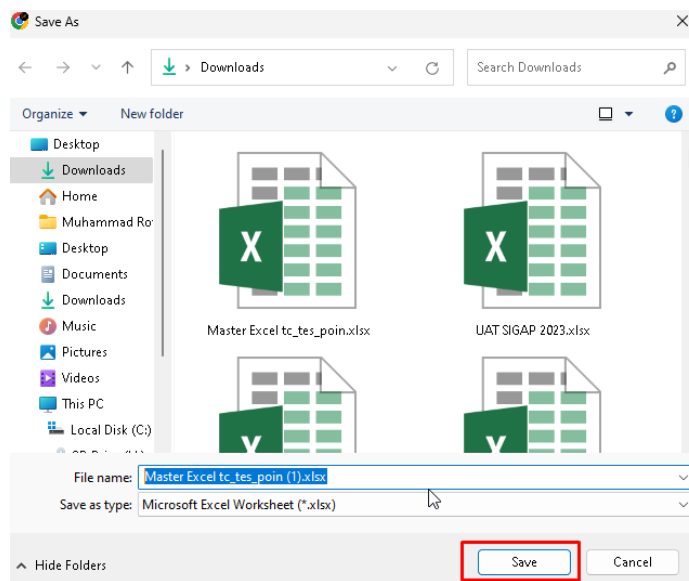 Save As
Downloads
Search Downloads
Organize
New folder
Desktop
Downloads
Home
Muhammad Ro
Desktop
Documents
Downloads
Music
Pictures
Videos
This PC
Local Disk (C:)
Master Excel tc_tes_poin.xlsx
UAT SIGAP 2023.xlsx
File name: Master Excel tc_tes_poin (1).xlsx
Save as type: Microsoft Excel Worksheet (*.xlsx)
Hide Folders
Save
Cancel